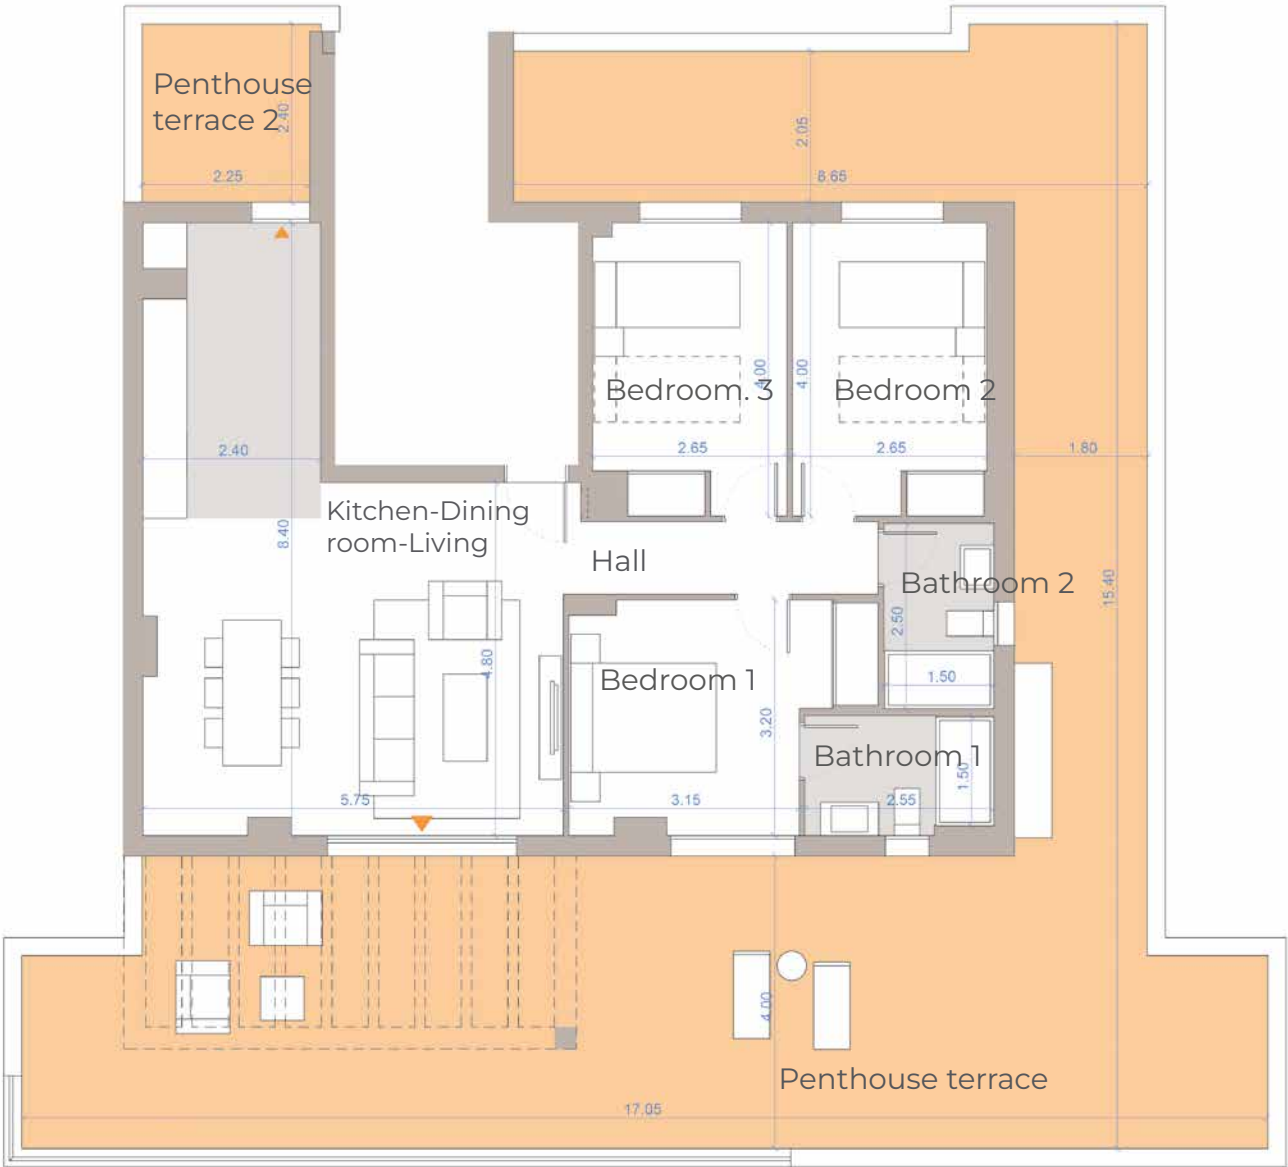 Penthouse
terrace 2
2.40
2.25
2.05
8.65
4.00
4.00
Bedroom. 3
Bedroom 2
2.40
2.65
2.65
1.80
Kitchen-Dining
room-Living
8.40
Hall
Bathroom 2
15.40
2.50
4.80
Bedroom 1
1.50
3.20
Bathroom 1
1.50
5.75
3.15
2.55
4.00
Penthouse terrace
17.05